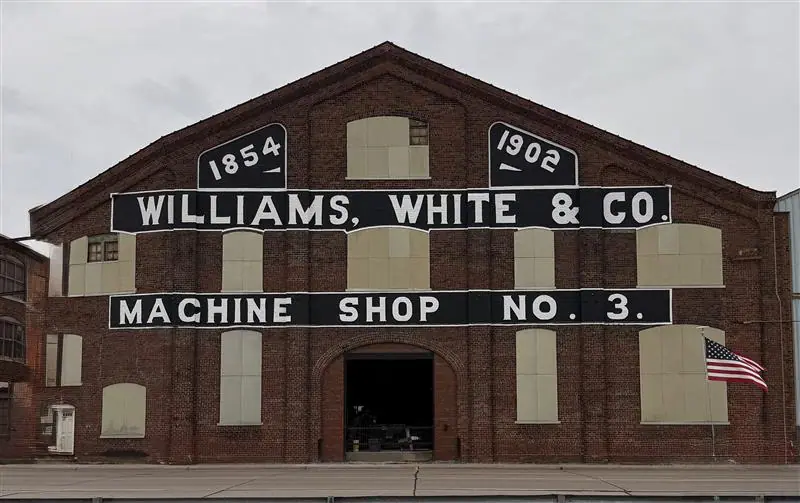 1854 1902
WILLIAMS, WHITE & CO.
MACHINE SHOP NO. 3.